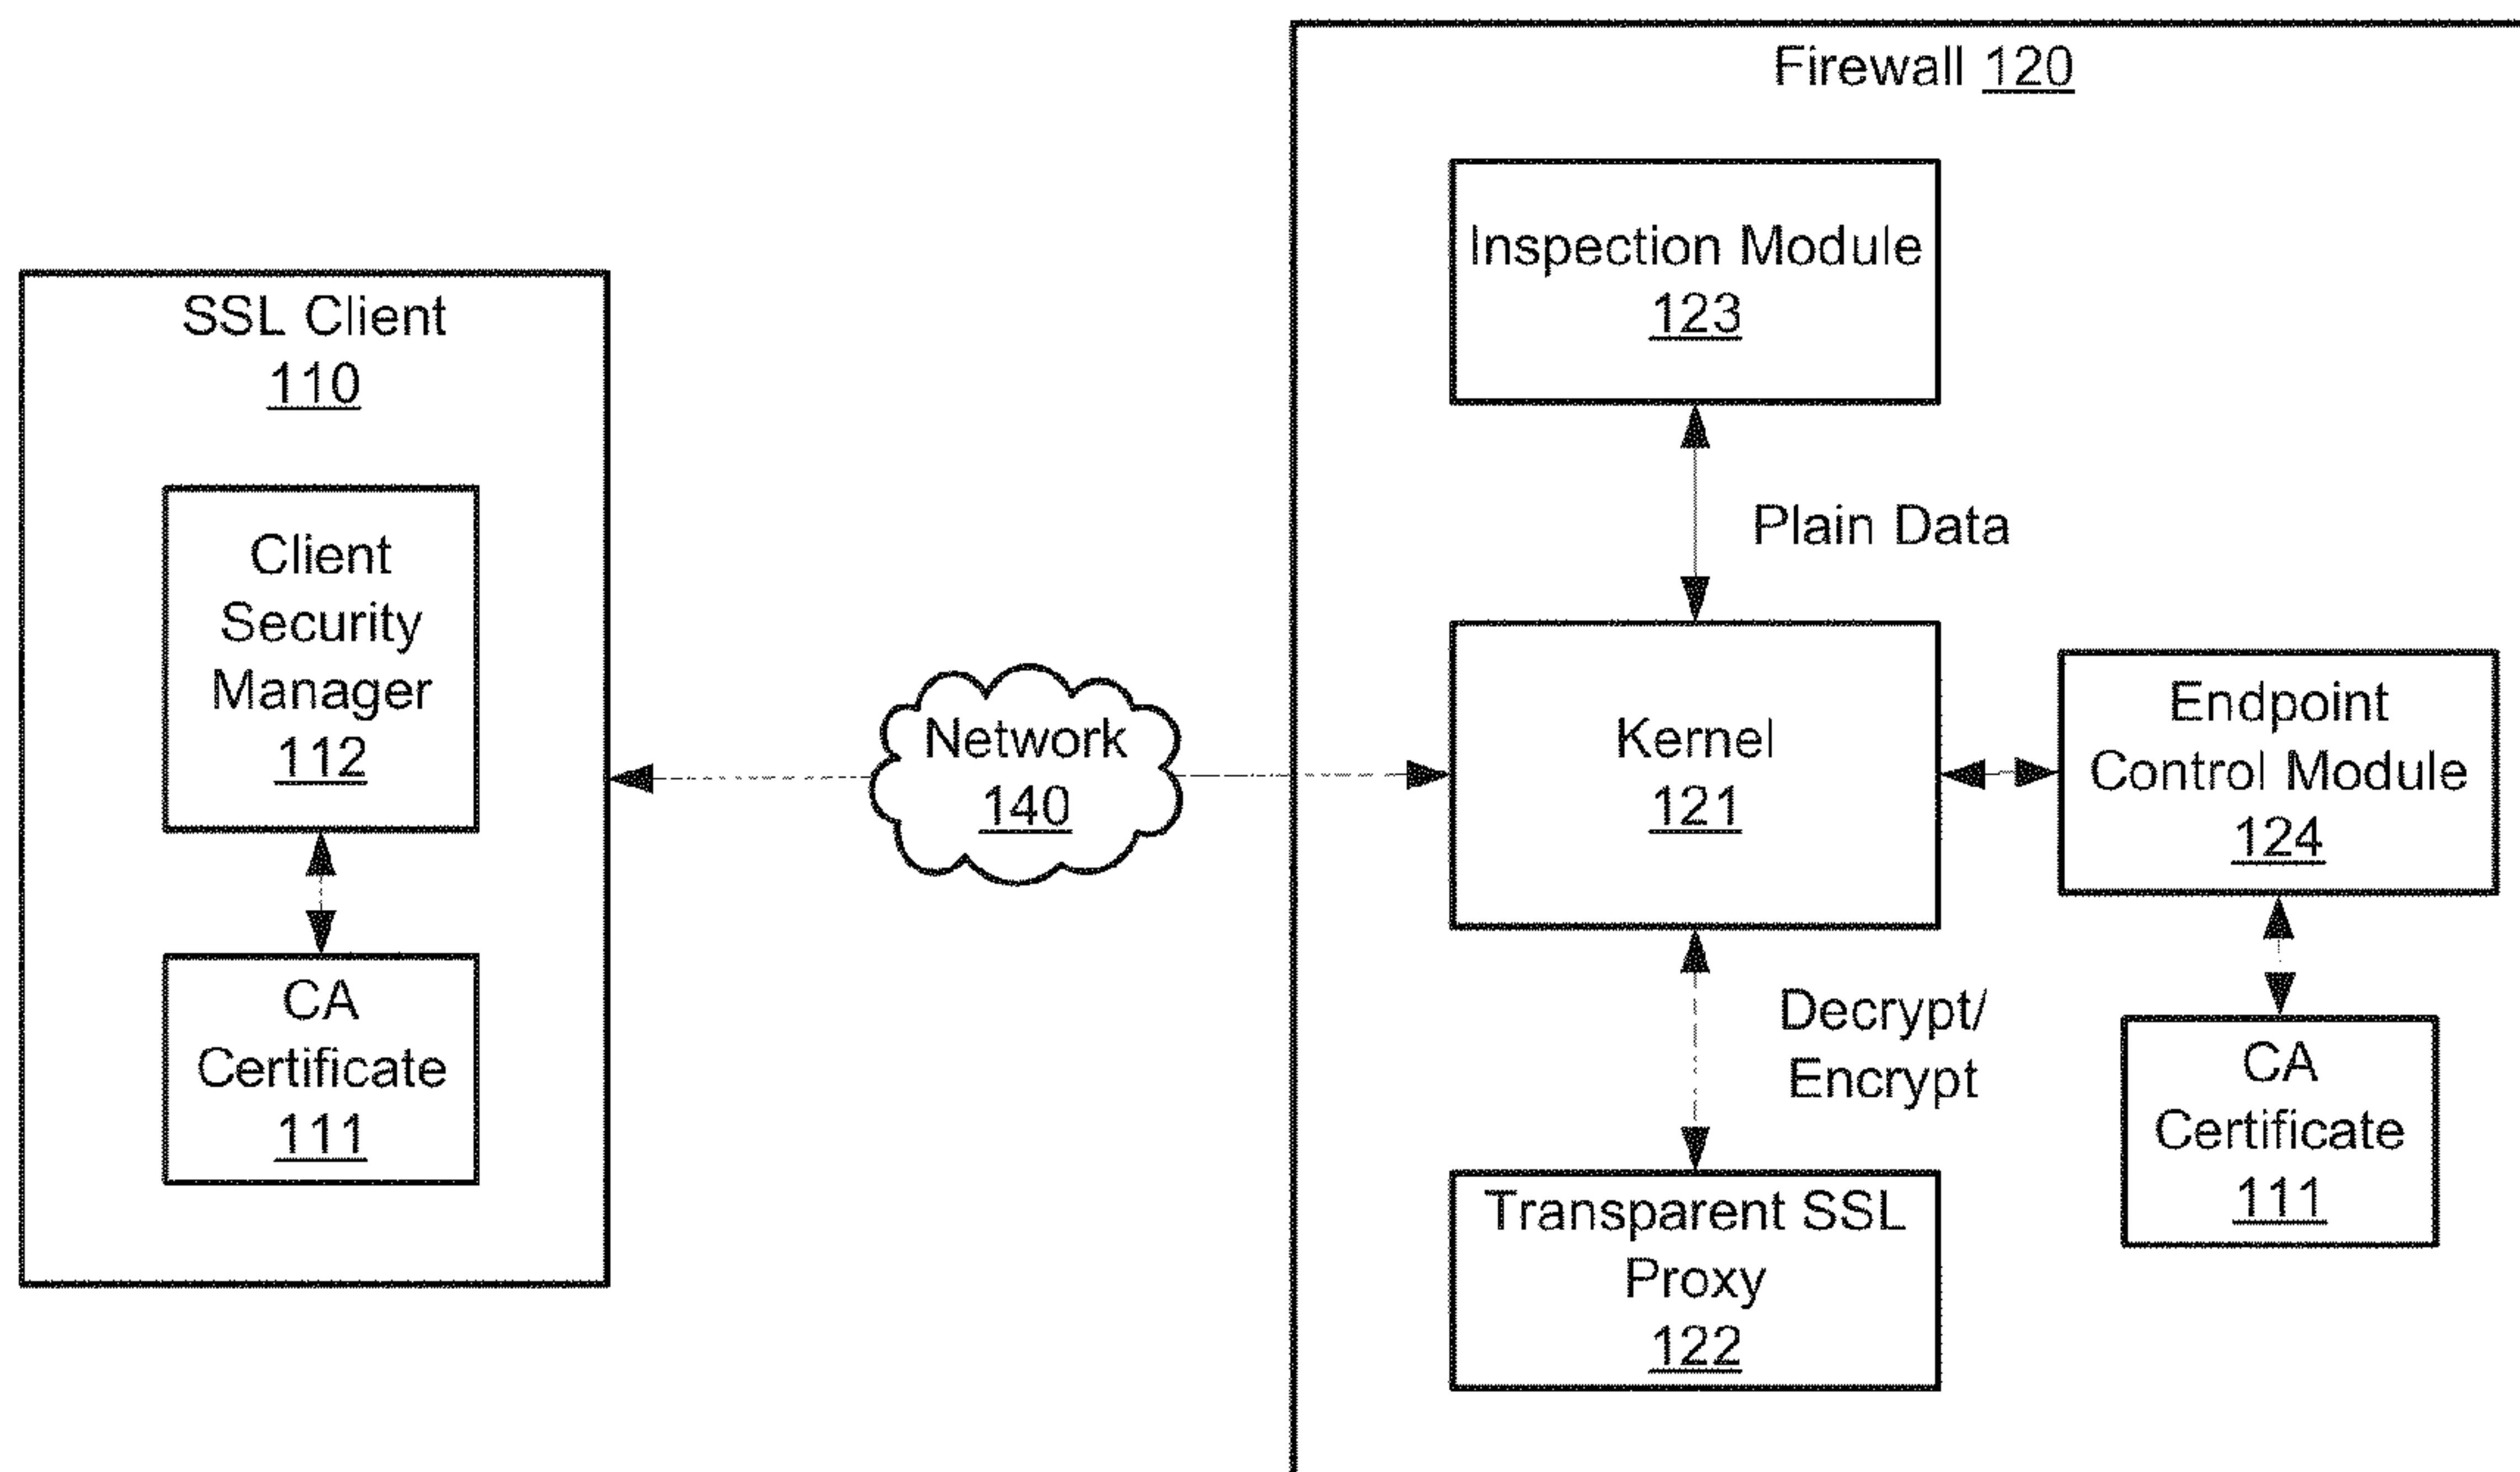 SSL Client
110
Client
Security
Manager
112
CA
Certificate
111
Network
140
Firewall 120
Inspection Module
123
Plain Data
Kernel
121
Endpoint
Control Module
124
Decrypt/
Encrypt
CA
Certificate
111
Transparent SSL
Proxy
122